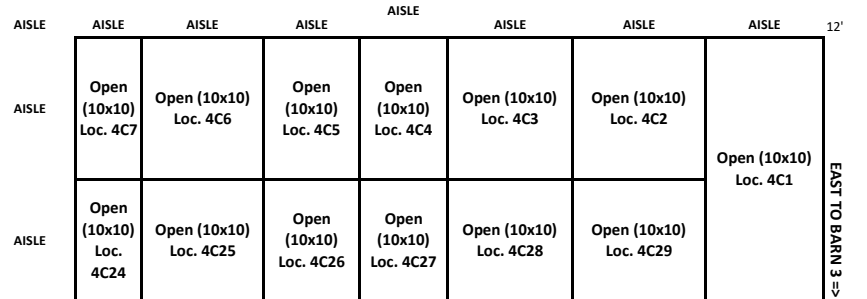 AISLE
AISLE AISLE AISLE AISLE AISLE AISLE AISLE 12'
AISLE
Open
(10x10)
Loc. 4C7
Open (10x10)
Loc. 4C6
Open
(10x10)
Loc. 4C5
Open
(10x10)
Loc. 4C4
Open (10x10)
Loc. 4C3
Open (10x10)
Loc. 4C2
Open (10x10)
Loc. 4C1
EAST TO BARN 3 =>
AISLE
Open
(10x10)
Loc.
4C24
Open (10x10)
Loc. 4C25
Open
(10x10)
Loc. 4C26
Open
(10x10)
Loc. 4C27
Open (10x10)
Loc. 4C28
Open (10x10)
Loc. 4C29